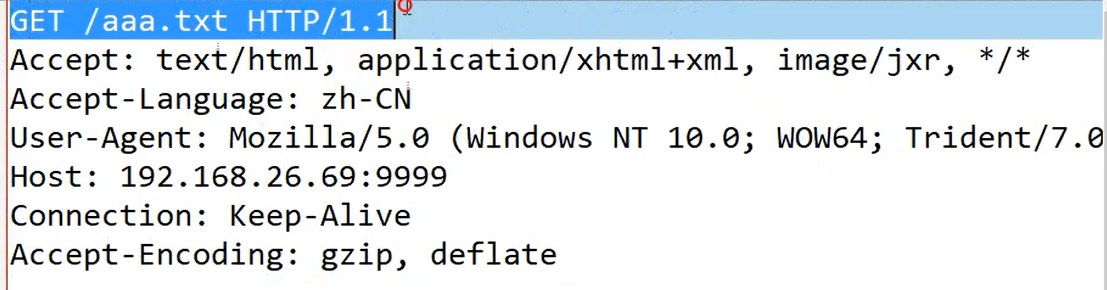 GET /aaa.txt HTTP/1.1
Accept: text/html, application/xhtml+xml, image/jxr, */*
Accept-Language: zh-CN
User-Agent: Mozilla/5.0 (Windows NT 10.0; WOW64; Trident/7.0
Host: 192.168.26.69:9999
Connection: Keep-Alive
Accept-Encoding: gzip, deflate